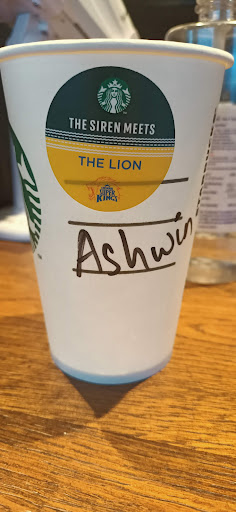 THE SIREN MEETS
THE LION
SUPER
KINGS
Ashwin